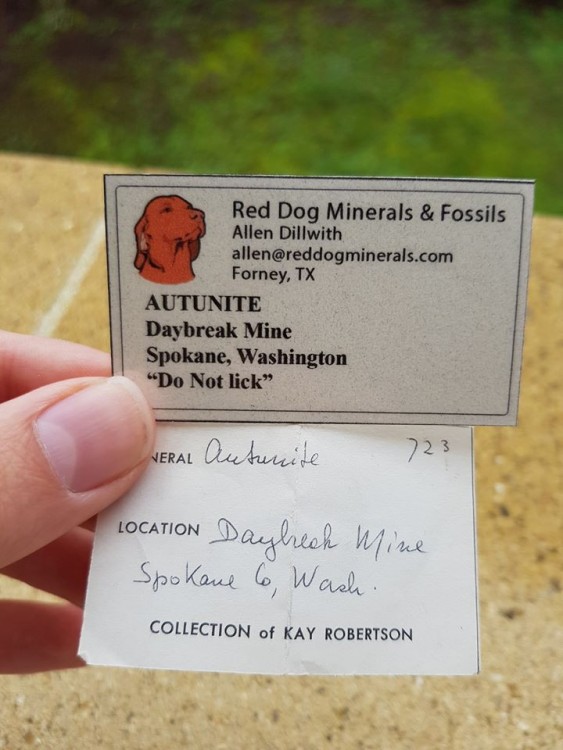 Red Dog Minerals & Fossils
Allen Dillwith
allen@reddogminerals.com
Forney, TX
AUTUNITE
Daybreak Mine
Spokane, Washington
“Do Not lick”
NERAL Autunite 723
LOCATION Daybreak Mine
Spokane Co, Wash.
COLLECTION of KAY ROBERTSON